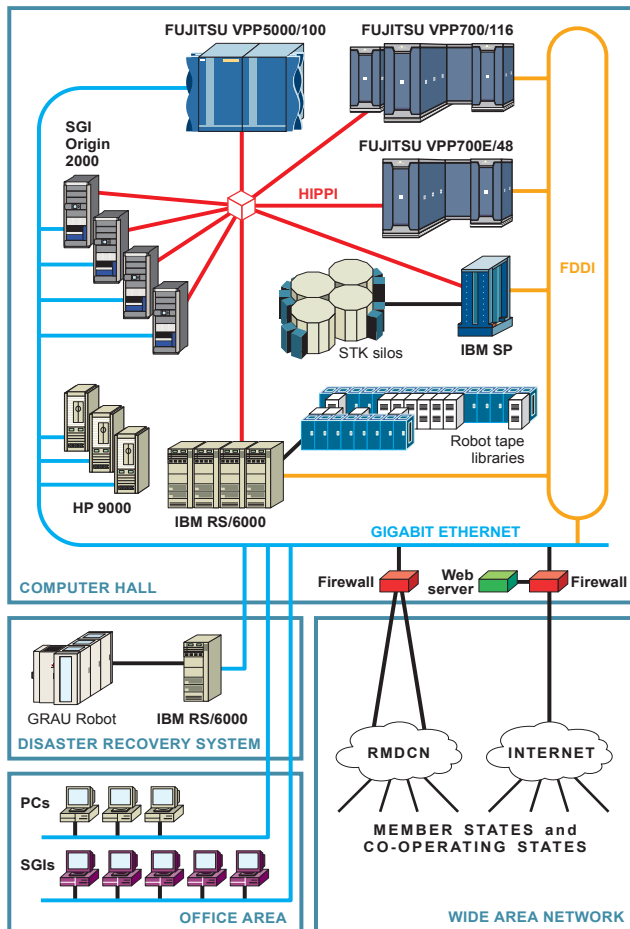 FUJITSU VPP5000/100
FUJITSU VPP700/116
SGI
Origin
2000
FUJITSU VPP700E/48
HIPPI
FDDI
STK silos
IBM SP
Robot tape
libraries
HP 9000
IBM RS/6000
GIGABIT ETHERNET
Firewall
Web
server
Firewall
COMPUTER HALL
GRAU Robot
IBM RS/6000
DISASTER RECOVERY SYSTEM
RMDCN
INTERNET
PCs
MEMBER STATES and
CO-OPERATING STATES
SGIs
OFFICE AREA
WIDE AREA NETWORK